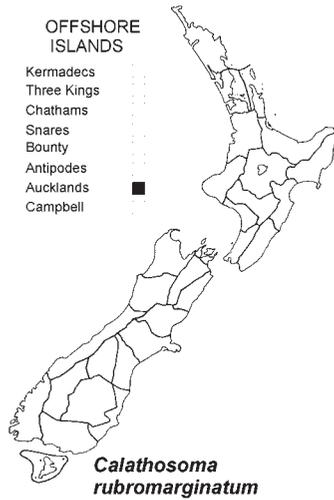 OFFSHORE
ISLANDS
Kermadecs
Three Kings
Chathams
Snares
Bounty
Antipodes
Aucklands
Campbell
Calathosoma
rubromarginatum